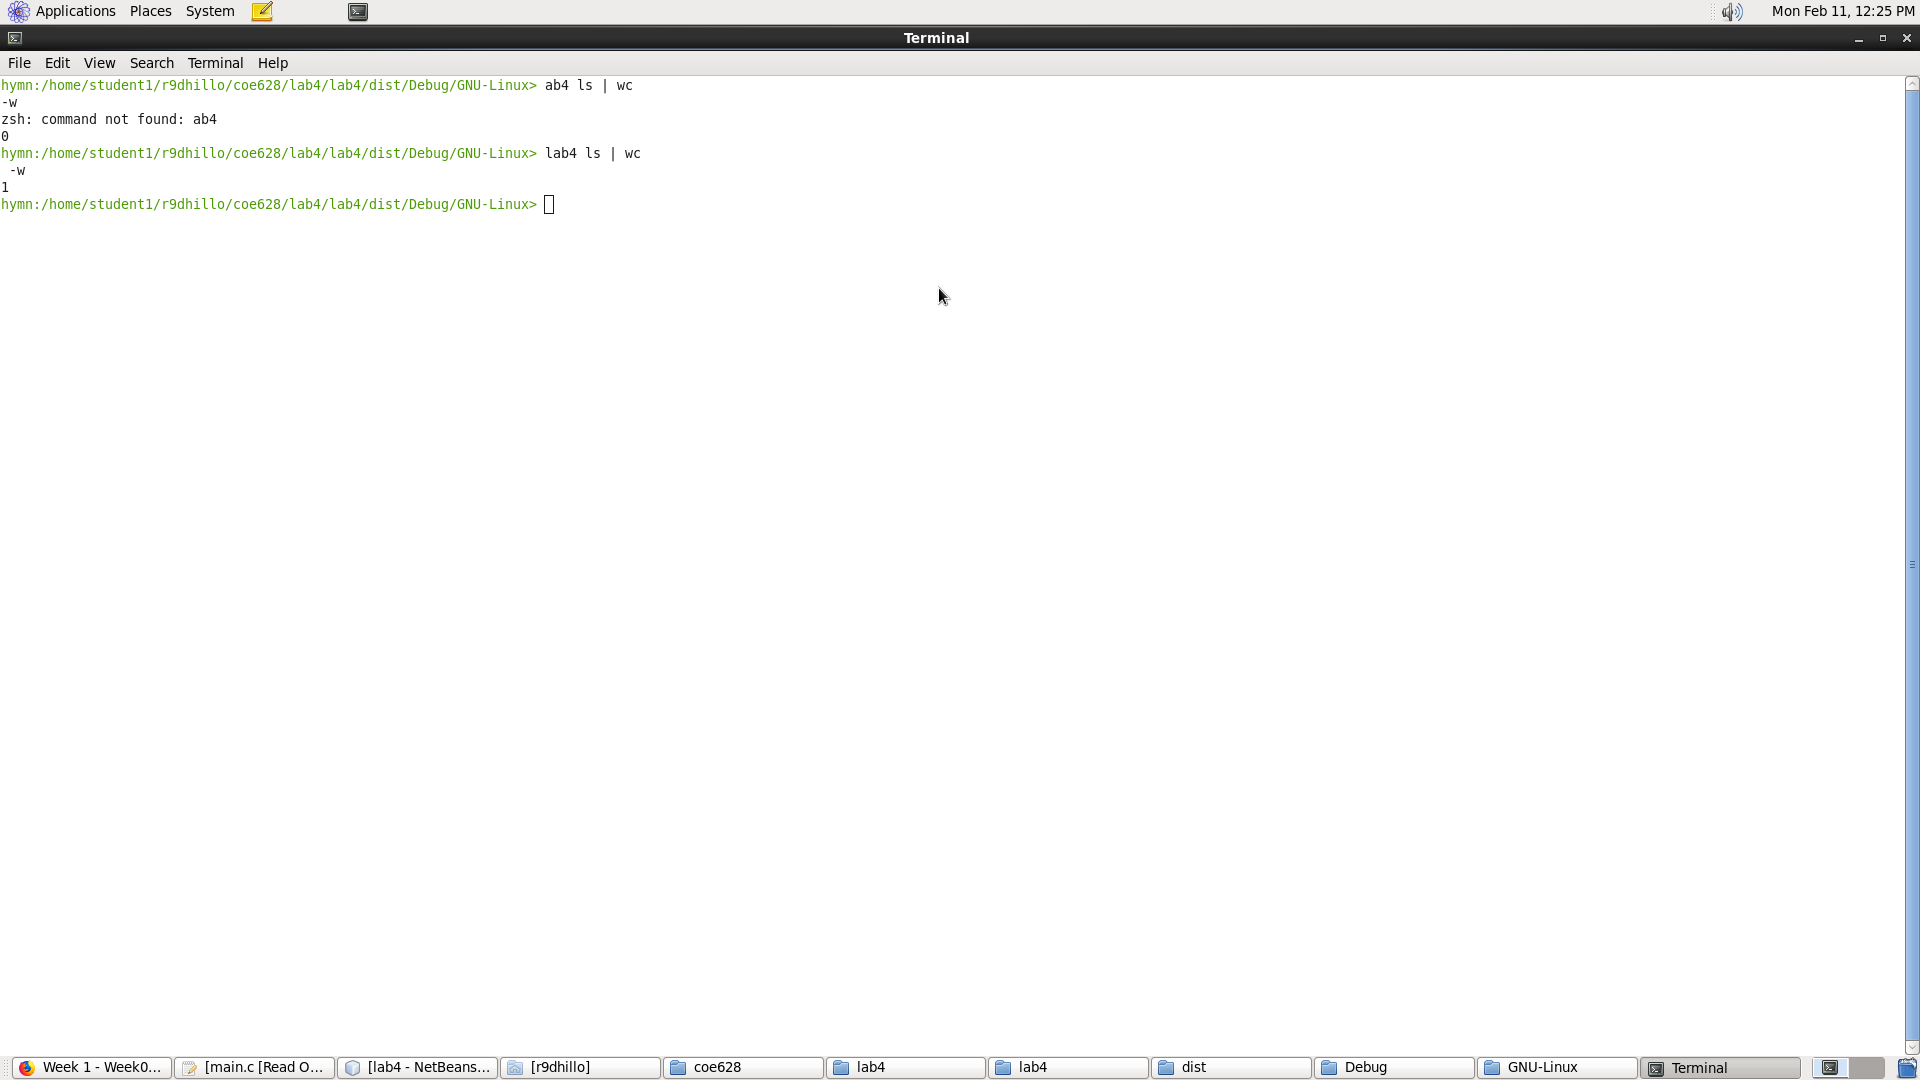 Applications Places System Mon Feb 11, 12:25 PM
Terminal
File Edit View Search Terminal Help
hymn:/home/student1/r9dhillo/coe628/lab4/lab4/dist/Debug/GNU-Linux> ab4 ls | wc
-w
zsh: command not found: ab4
0
hymn:/home/student1/r9dhillo/coe628/lab4/lab4/dist/Debug/GNU-Linux> lab4 ls | wc
 -w
1
hymn:/home/student1/r9dhillo/coe628/lab4/lab4/dist/Debug/GNU-Linux>
Week 1 - Week0... [main.c [Read O... [lab4 - NetBeans... [r9dhillo] coe628 lab4 lab4 dist Debug GNU-Linux Terminal